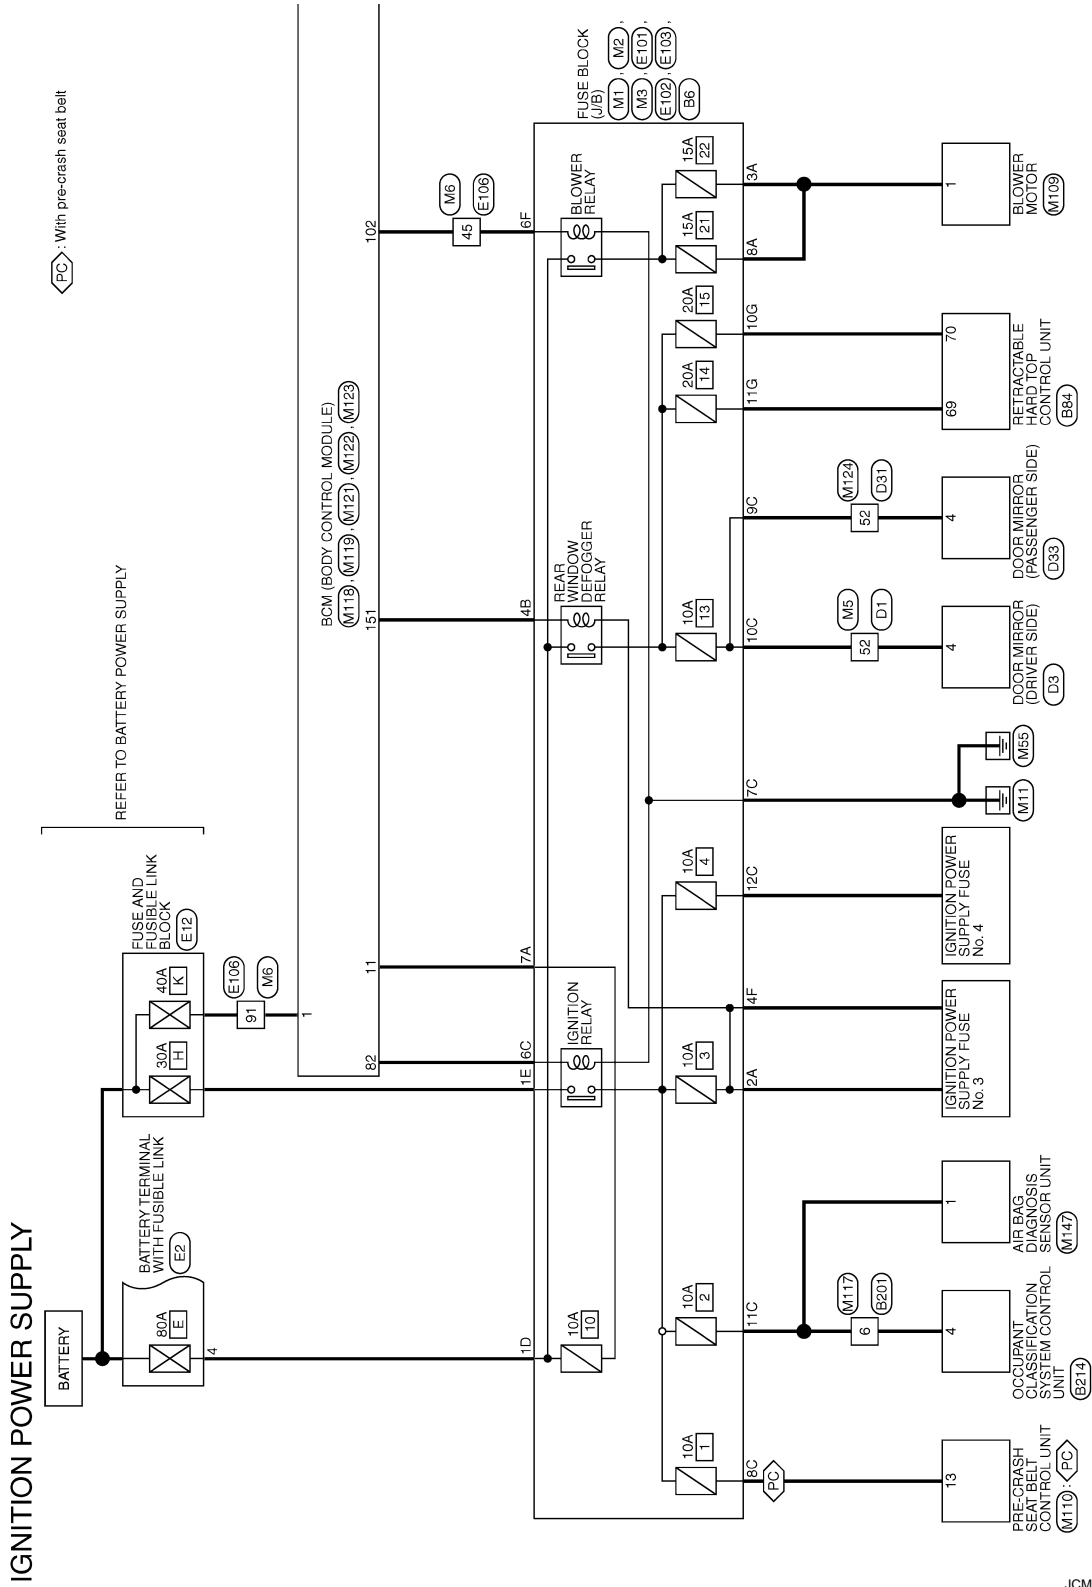 IGNITION POWER SUPPLY
BATTERY
REFER TO BATTERY POWER SUPPLY
PC : With pre-crash seat belt
BATTERY TERMINAL
WITH FUSIBLE LINK
E2
80A
E
4
FUSE AND
FUSIBLE LINK
BLOCK
E12
30A
H
40A
K
E106
M6
91
1
BCM (BODY CONTROL MODULE)
M118 , M119 , M121 , M122 , M123
82
11
151
102
M6
E106
45
1D
1E
6C
7A
4B
6F
FUSE BLOCK
(J/B)
M1 , M2 ,
M3 , E101 ,
E102 , E103 ,
B6
10A
10
IGNITION
RELAY
REAR
WINDOW
DEFOGGER
RELAY
BLOWER
RELAY
10A
1
10A
2
10A
3
10A
4
10A
13
20A
14
20A
15
15A
21
15A
22
8C
11C
2A
4F
12C
7C
10C
9C
11G
10G
8A
3A
PC
M117
B201
6
M5
D1
52
M124
D31
52
13
PRE-CRASH
SEAT BELT
CONTROL UNIT
M110 : PC
4
OCCUPANT
CLASSIFICATION
SYSTEM CONTROL
UNIT
B214
1
AIR BAG
DIAGNOSIS
SENSOR UNIT
M147
IGNITION POWER
SUPPLY FUSE
No. 3
IGNITION POWER
SUPPLY FUSE
No. 4
M11
M55
4
DOOR MIRROR
(DRIVER SIDE)
D3
4
DOOR MIRROR
(PASSENGER SIDE)
D33
69
70
RETRACTABLE
HARD TOP
CONTROL UNIT
B84
1
BLOWER
MOTOR
M109
JCM